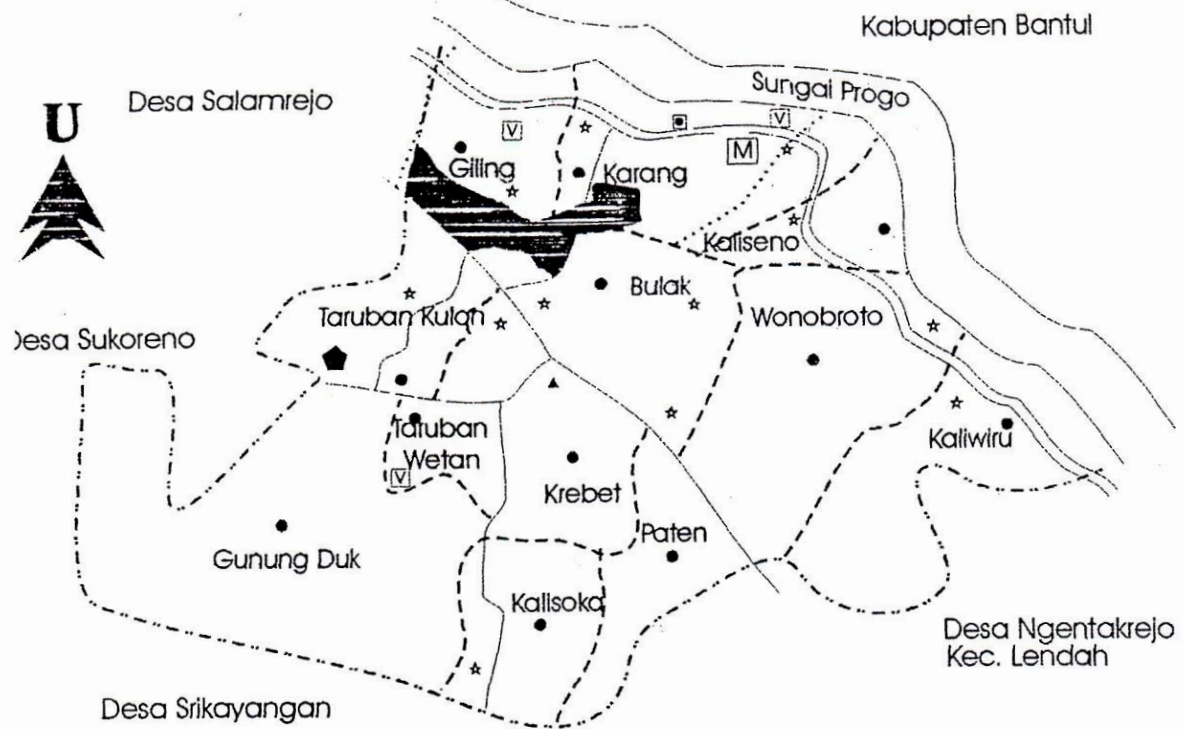 Kabupaten Bantul
Sungai Progo
Desa Salamrejo
U
V
V
M
Giling
Karang
Kaliseno
Bulak
Taruban Kulon
Wonobroto
Desa Sukoreno
Taruban
Wetan
V
Kaliwiru
Krebet
Paten
Gunung Duk
Kalisoka
Desa Ngentakrejo
Kec. Lendah
Desa Srikayangan